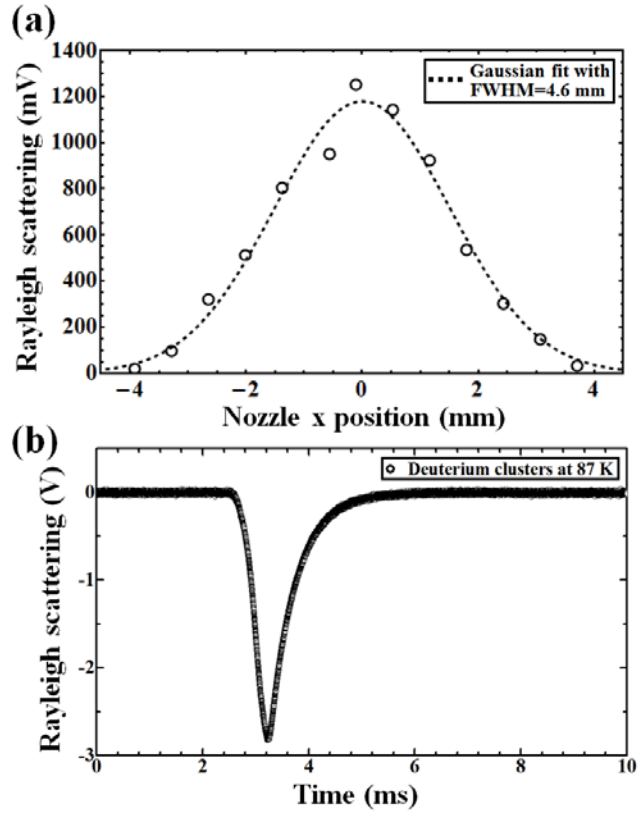 (a)
1400
1200
1000
800
600
400
200
0
Rayleigh scattering (mV)
Gaussian fit with
FWHM=4.6 mm
−4 −2 0 2 4
Nozzle x position (mm)
(b)
0
-1
-2
-3
Rayleigh scattering (V)
Deuterium clusters at 87 K
0 2 4 6 8 10
Time (ms)